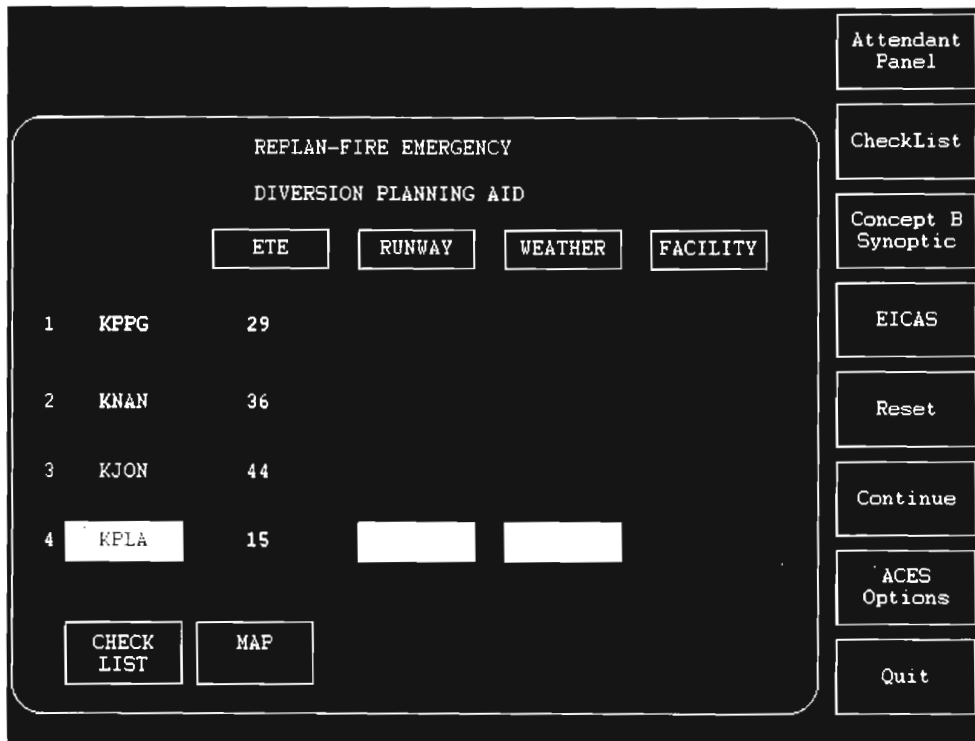 REPLAN-FIRE EMERGENCY
DIVERSION PLANNING AID
ETE RUNWAY WEATHER FACILITY
1 KPPG 29
2 KNAN 36
3 KJON 44
4 KPLA 15
CHECK
LIST
MAP
Attendant
Panel
CheckList
Concept B
Synoptic
EICAS
Reset
Continue
ACES
Options
Quit